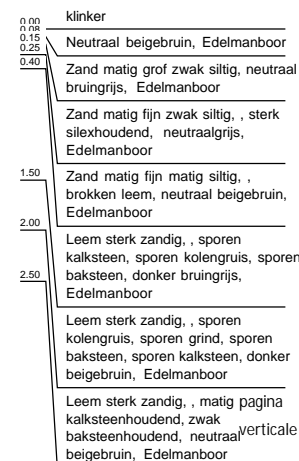 klinker
0.00
0.08
0.15
Neutraal beigebruin, Edelmanboor
0.25
0.40
Zand matig grof zwak siltig, neutraal
bruingrijs, Edelmanboor
Zand matig fijn zwak siltig, , sterk
silexhoudend, neutraalgrijs,
Edelmanboor
1.50
Zand matig fijn matig siltig, ,
brokken leem, neutraal beigebruin,
Edelmanboor
2.00
Leem sterk zandig, , sporen
kalksteen, sporen kolengruis, sporen
baksteen, donker bruingrijs,
Edelmanboor
2.50
Leem sterk zandig, , sporen
kolengruis, sporen grind, sporen
baksteen, sporen kalksteen, donker
beigebruin, Edelmanboor
Leem sterk zandig, , matig
kalksteenhoudend, zwak
baksteenhoudend, neutraal
beigebruin, Edelmanboor
pagina
verticale